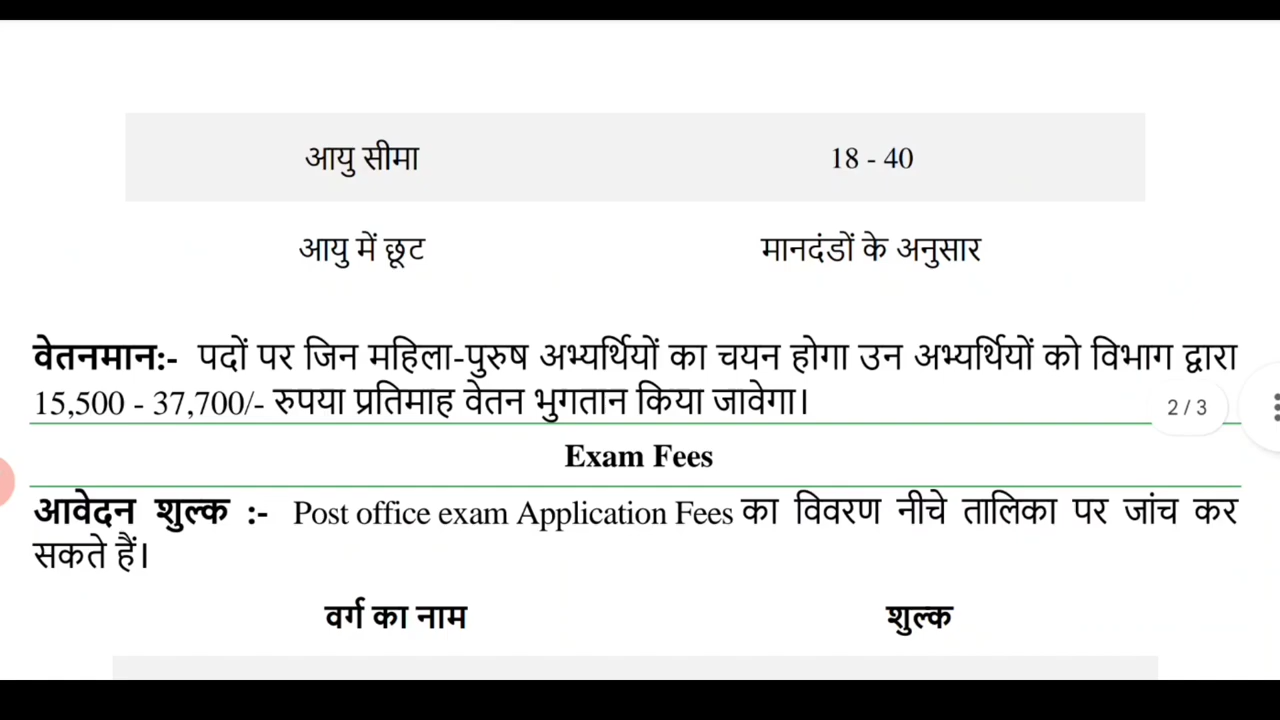 आयु सीमा 18 - 40
आयु में छूट मानदंडों के अनुसार
वेतनमान:- पदों पर जिन महिला-पुरुष अभ्यर्थियों का चयन होगा उन अभ्यर्थियों को विभाग द्वारा
15,500 - 37,700/- रुपया प्रतिमाह वेतन भुगतान किया जावेगा।
2 / 3
Exam Fees
आवेदन शुल्क :- Post office exam Application Fees का विवरण नीचे तालिका पर जांच कर
सकते हैं।
वर्ग का नाम शुल्क